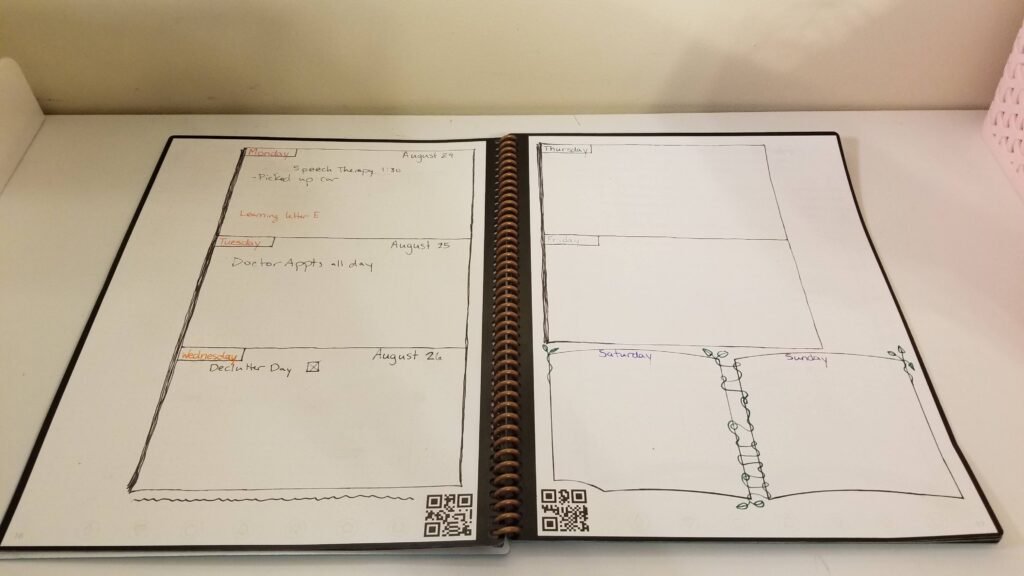 Monday August 24
Speech Therapy 1:30
- Picked up car
Learning letter E
Tuesday August 25
Doctor Appts all day
Wednesday August 26
Declutter Day
Thursday
Friday
Saturday
Sunday